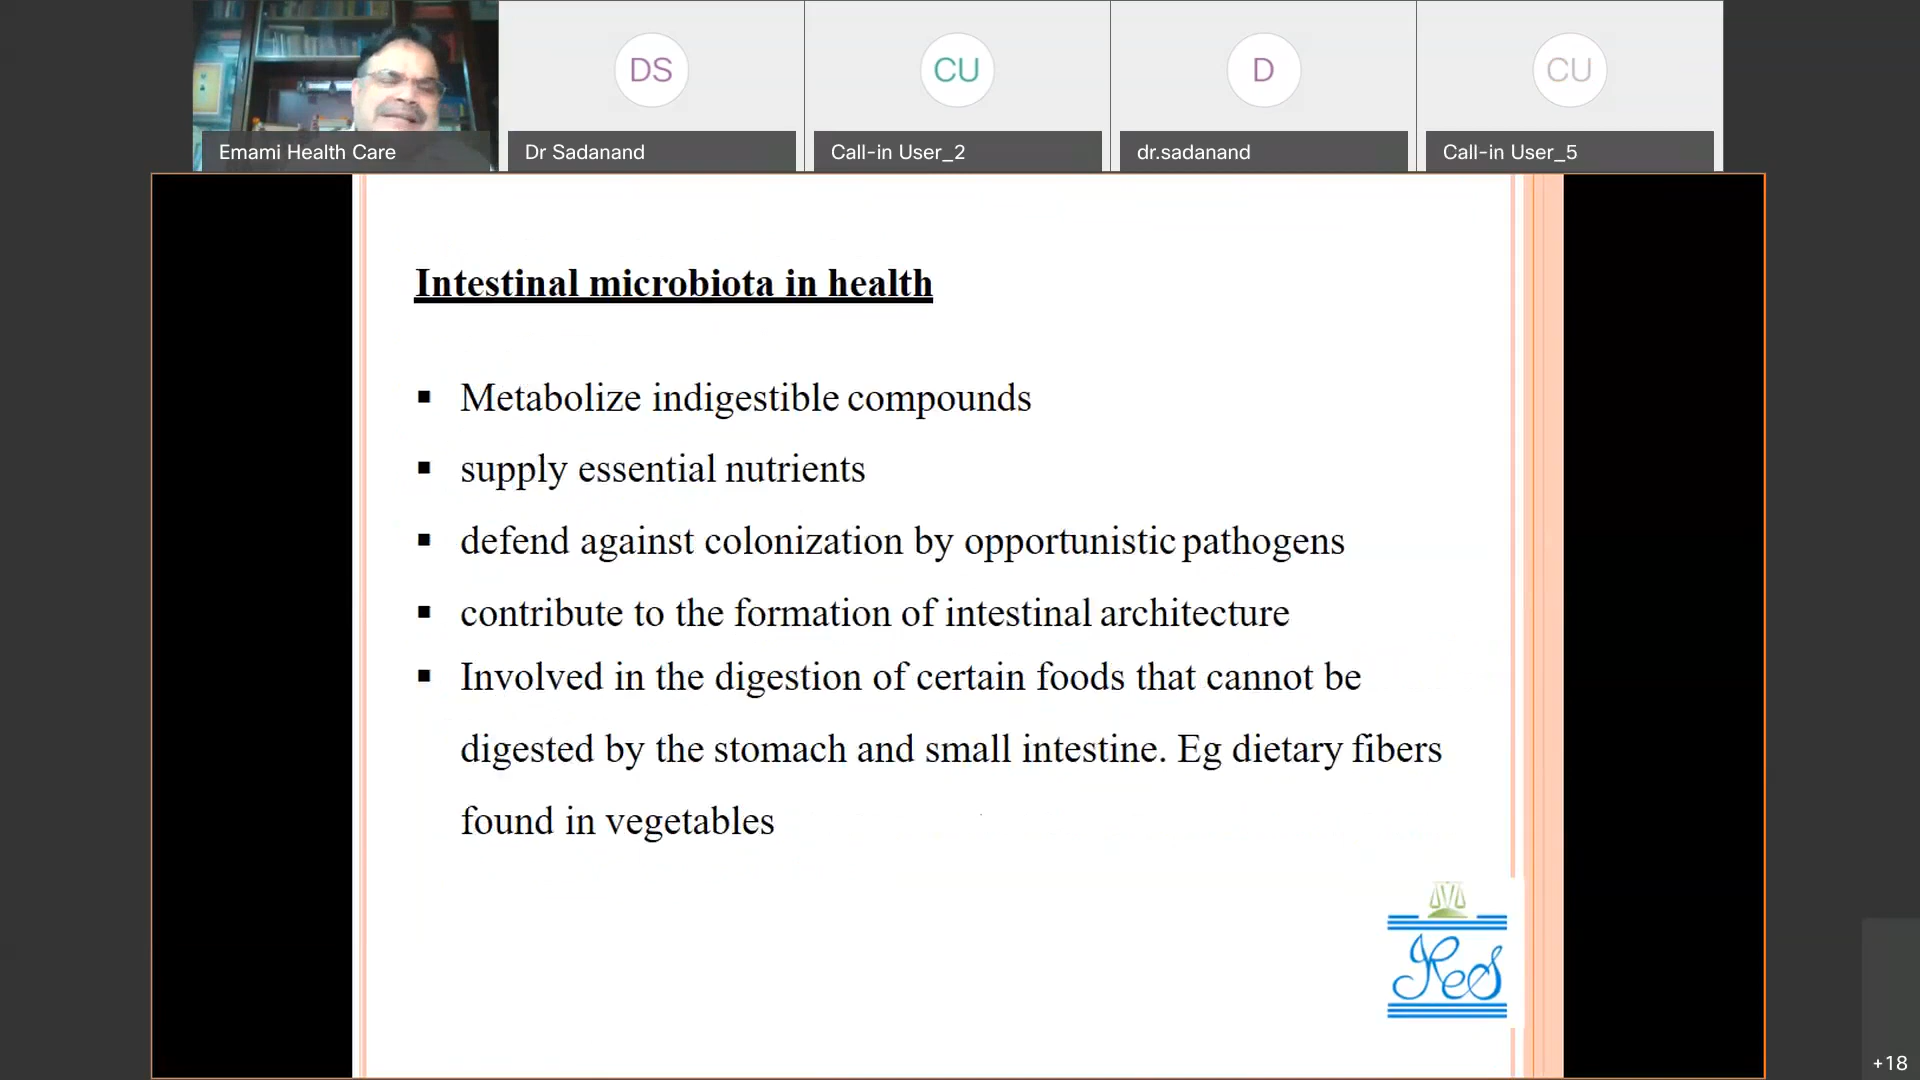 DS
CU
D
CU
Emami Health Care
Dr Sadanand
Call-in User_2
dr.sadanand
Call-in User_5
Intestinal microbiota in health
▪ Metabolize indigestible compounds
▪ supply essential nutrients
▪ defend against colonization by opportunistic pathogens
▪ contribute to the formation of intestinal architecture
▪ Involved in the digestion of certain foods that cannot be
digested by the stomach and small intestine. Eg dietary fibers
found in vegetables
+18